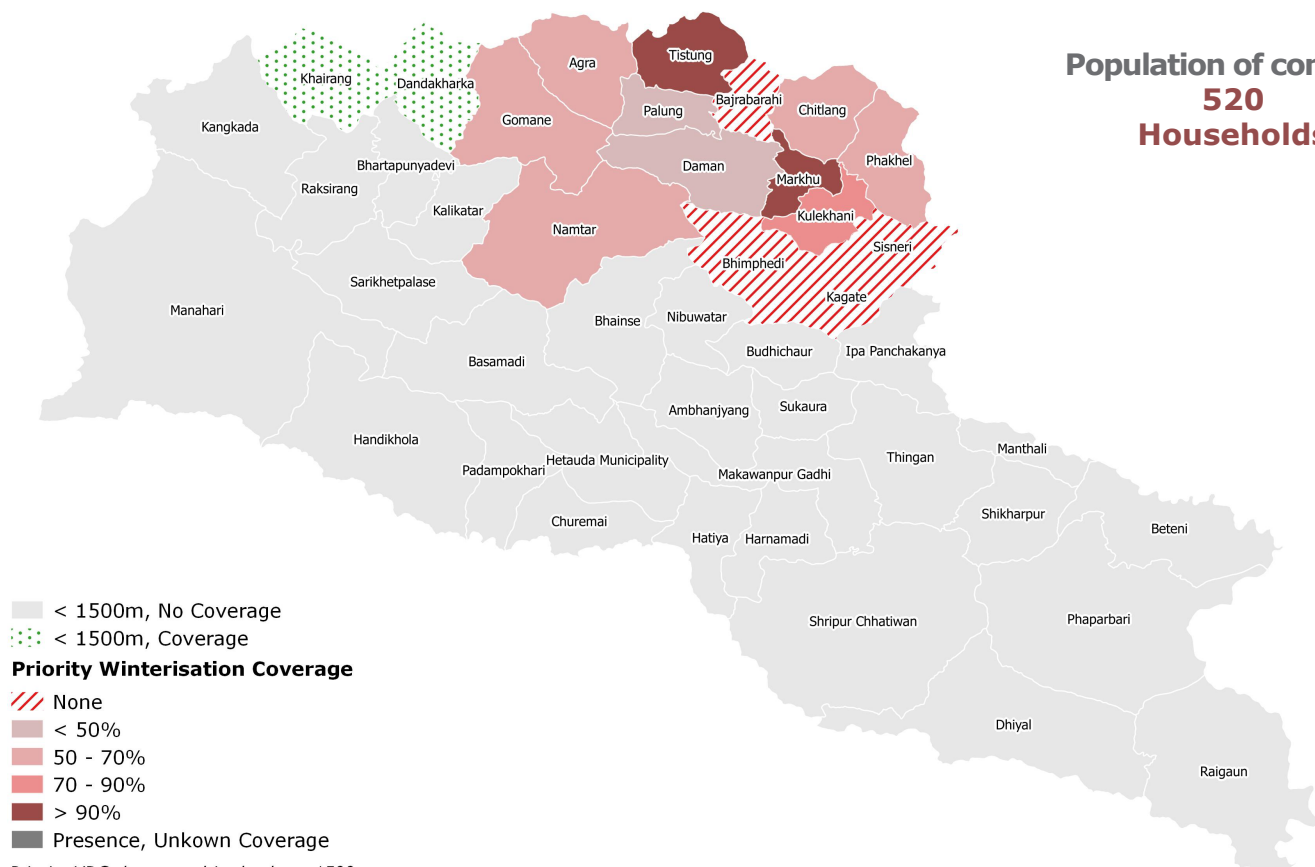 Population of
520
Households
Tistung
Agra
Khairang
Dandakharka
Bajrabarahi
Palung
Chitlang
Gomane
Kangkada
Phakhel
Bhartapunyadevi
Daman
Markhu
Raksirang
Kalikatar
Kulekhani
Namtar
Sisneri
Bhimphedi
Sarikhetpalase
Kagate
Manahari
Bhainse
Nibuwatar
Budhichaur
Ipa Panchakanya
Basamadi
Ambhanjyang
Sukaura
Handikhola
Manthali
Thingan
Hetauda Municipality
Padampokhari
Makawanpur Gadhi
Shikharpur
Churemai
Beteni
Hatiya
Harnamadi
Shripur Chhatiwan
Phaparbari
Dhiyal
Raigaun
< 1500m, No Coverage
< 1500m, Coverage
Priority Winterisation Coverage
None
< 50%
50 - 70%
70 - 90%
> 90%
Presence, Unkown Coverage